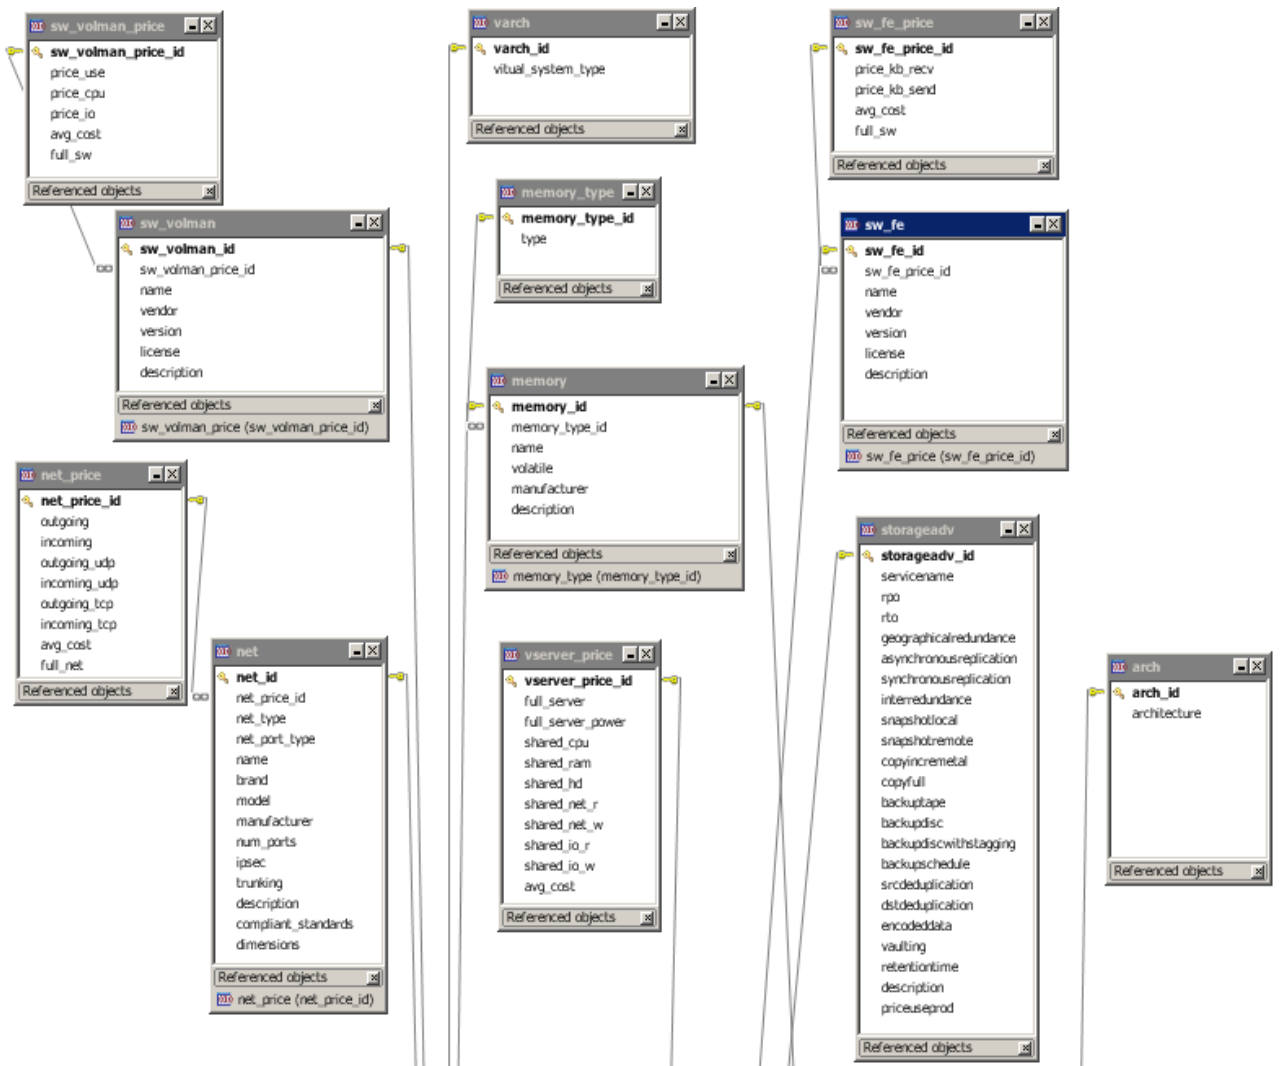 sw_volman_price
sw_volman_price_id
price_use
price_cpu
price_io
avg_cost
full_sw
Referenced objects
varch
varch_id
vitual_system_type
Referenced objects
sw_fe_price
sw_fe_price_id
price_kb_recv
price_kb_send
avg_cost
full_sw
Referenced objects
memory_type
memory_type_id
type
Referenced objects
sw_volman
sw_volman_id
sw_volman_price_id
name
vendor
version
license
description
Referenced objects
sw_volman_price (sw_volman_price_id)
sw_fe
sw_fe_id
sw_fe_price_id
name
vendor
version
license
description
Referenced objects
sw_fe_price (sw_fe_price_id)
memory
memory_id
memory_type_id
name
volatile
manufacturer
description
Referenced objects
memory_type (memory_type_id)
net_price
net_price_id
outgoing
incoming
outgoing_udp
incoming_udp
outgoing_tcp
incoming_tcp
avg_cost
full_net
Referenced objects
net
net_id
net_price_id
net_type
net_port_type
name
brand
model
manufacturer
num_ports
ipsec
trunking
description
compliant_standards
dimensions
Referenced objects
net_price (net_price_id)
vserver_price
vserver_price_id
full_server
full_server_power
shared_cpu
shared_ram
shared_hd
shared_net_r
shared_net_w
shared_io_r
shared_io_w
avg_cost
Referenced objects
storageadv
storageadv_id
servicename
rpo
rto
geographicalredundance
asynchronousreplication
synchronousreplication
interredundance
snapshotlocal
snapshotremote
copyincremetal
copyfull
backuptape
backupdisc
backupdiscwithstagging
backupschedule
srcdeduplication
dstdeduplication
encodeddata
vaulting
retentiontime
description
priceuseprod
Referenced objects
arch
arch_id
architecture
Referenced objects